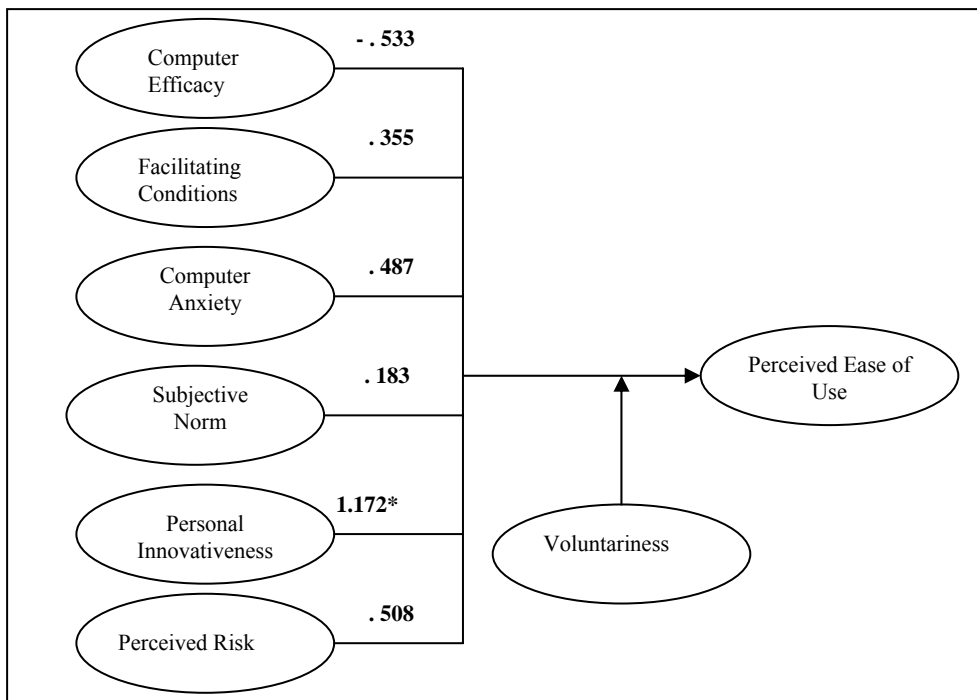 - . 533
Computer
Efficacy
. 355
Facilitating
Conditions
. 487
Computer
Anxiety
. 183
Subjective
Norm
Perceived Ease of
Use
1.172*
Personal
Innovativeness
Voluntariness
. 508
Perceived Risk